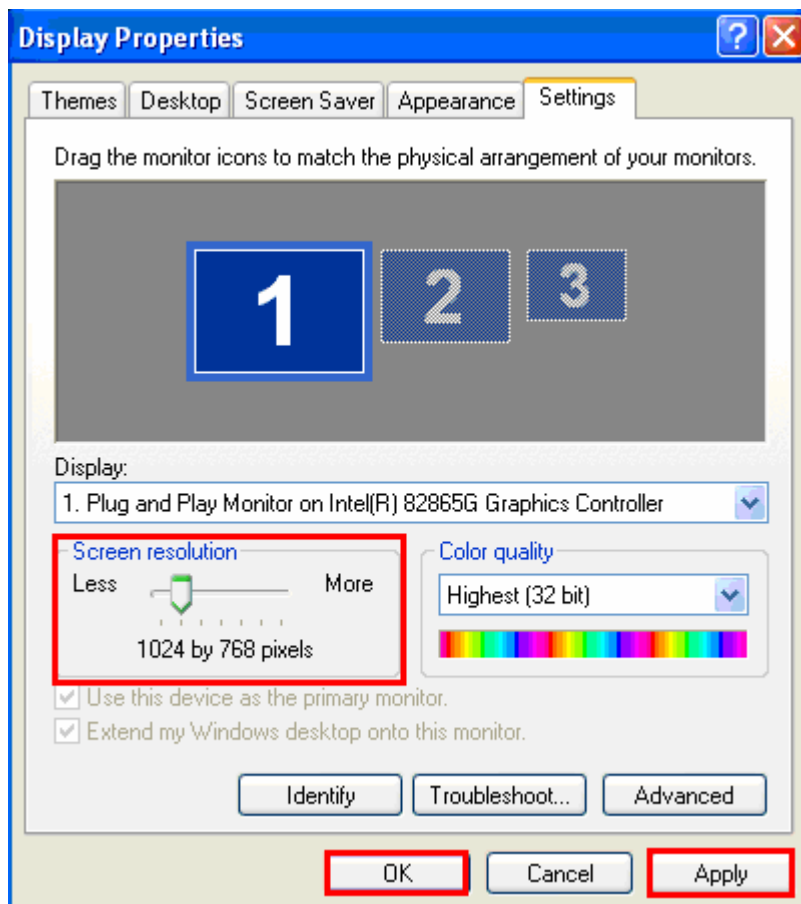 Display Properties
Themes Desktop Screen Saver Appearance Settings
Drag the monitor icons to match the physical arrangement of your monitors.
1 2 3
Display:
1. Plug and Play Monitor on Intel(R) 82865G Graphics Controller
Screen resolution
Less More
1024 by 768 pixels
Color quality
Highest (32 bit)
Use this device as the primary monitor.
Extend my Windows desktop onto this monitor.
Identify Troubleshoot... Advanced
OK Cancel Apply